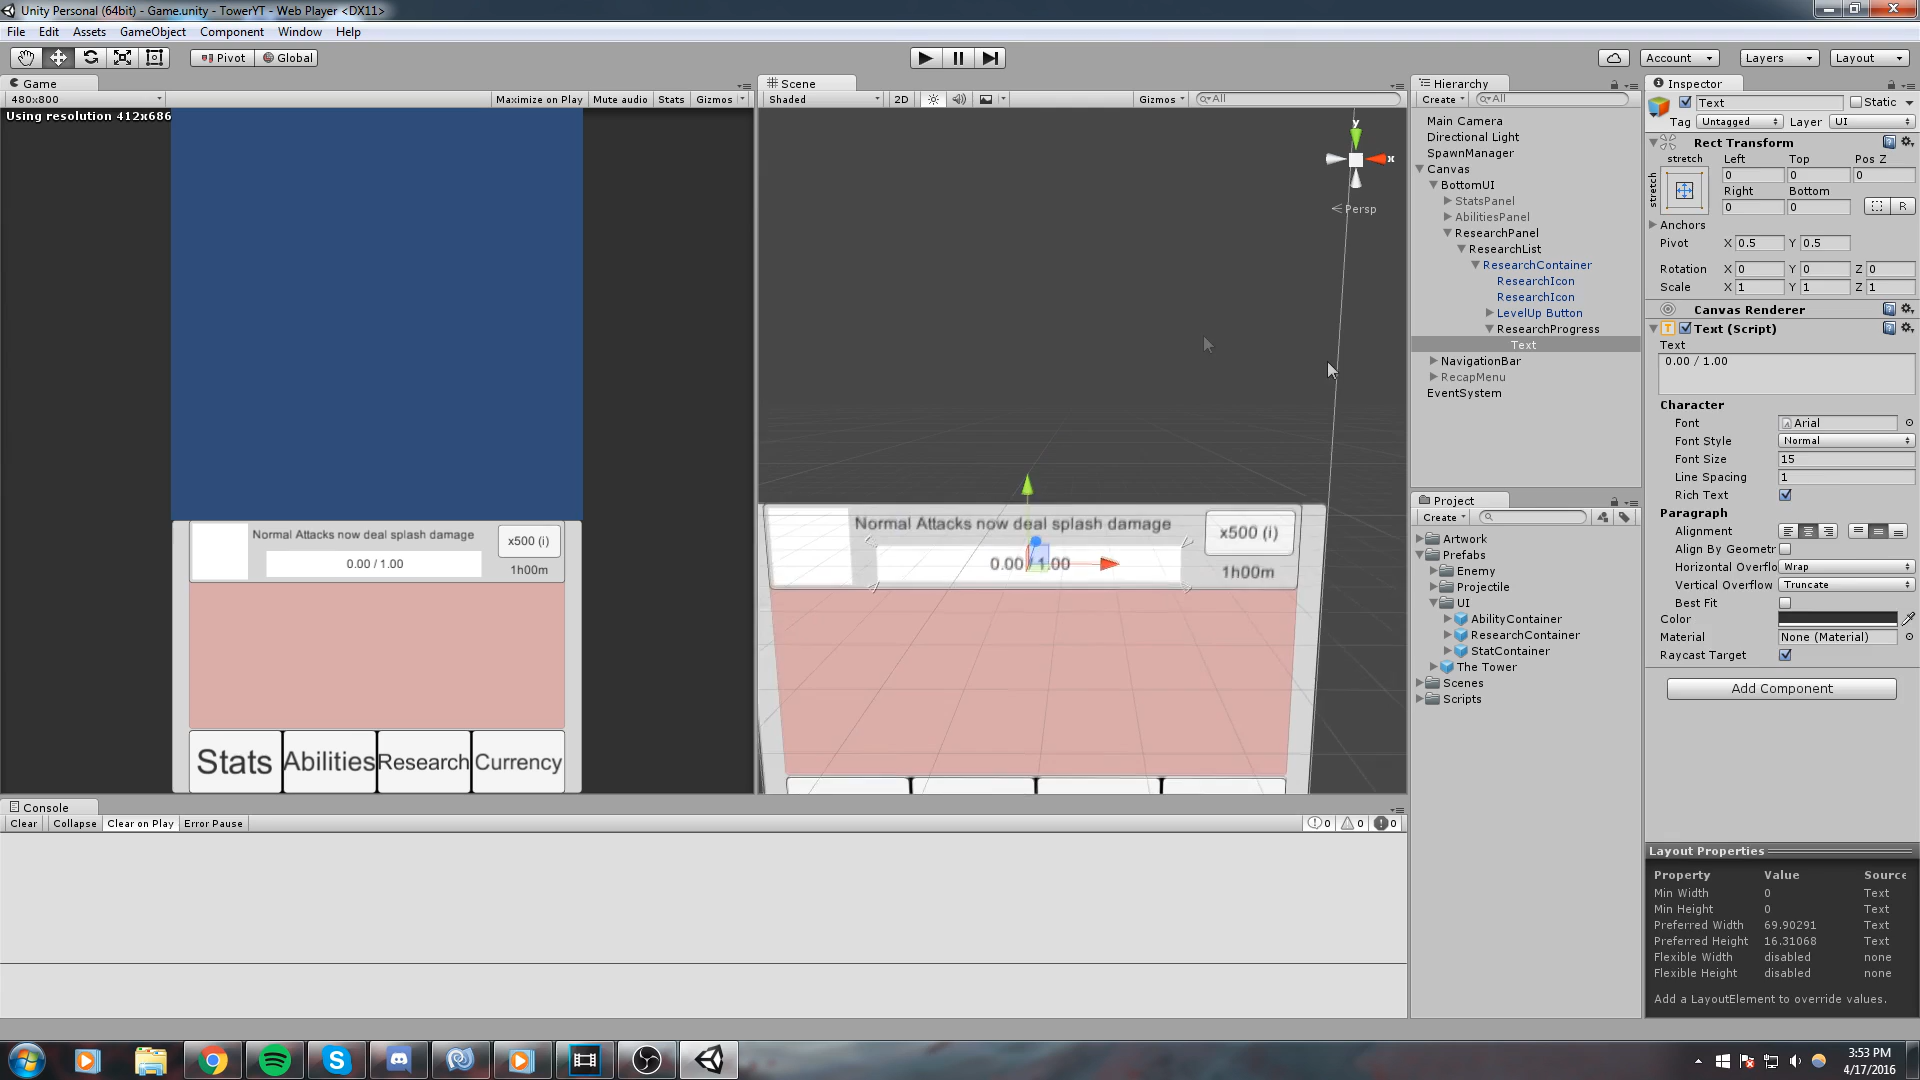 Unity Personal (64bit) - Game.unity - TowerYT - Web Player <DX11>
File Edit Assets GameObject Component Window Help
Pivot Global Account Layers Layout
Game
480x800 Maximize on Play Mute audio Stats Gizmos
Using resolution 412x686
Normal Attacks now deal splash damage x500 (i)
0.00 / 1.00 1h00m
Stats Abilities Research Currency
Scene
Shaded 2D Gizmos All
y
x
Persp
Normal Attacks now deal splash damage x500 (i)
0.00 / 1.00 1h00m
Hierarchy
Create All
Main Camera
Directional Light
SpawnManager
Canvas
BottomUI
StatsPanel
AbilitiesPanel
ResearchPanel
ResearchList
ResearchContainer
ResearchIcon
ResearchIcon
LevelUp Button
ResearchProgress
Text
NavigationBar
RecapMenu
EventSystem
Project
Create
Artwork
Prefabs
Enemy
Projectile
UI
AbilityContainer
ResearchContainer
StatContainer
The Tower
Scenes
Scripts
Inspector
Text Static
Tag Untagged Layer UI
Rect Transform
stretch Left Top Pos Z
stretch 0 0 0
Right Bottom
0 0 R
Anchors
Pivot X 0.5 Y 0.5
Rotation X 0 Y 0 Z 0
Scale X 1 Y 1 Z 1
Canvas Renderer
Text (Script)
Text
0.00 / 1.00
Character
Font Arial
Font Style Normal
Font Size 15
Line Spacing 1
Rich Text
Paragraph
Alignment
Align By Geometr
Horizontal Overflo Wrap
Vertical Overflow Truncate
Best Fit
Color
Material None (Material)
Raycast Target
Add Component
Layout Properties
Property Value Source
Min Width 0 Text
Min Height 0 Text
Preferred Width 69.90291 Text
Preferred Height 16.31068 Text
Flexible Width disabled none
Flexible Height disabled none
Add a LayoutElement to override values.
Console
Clear Collapse Clear on Play Error Pause 0 0 0
3:53 PM
4/17/2016